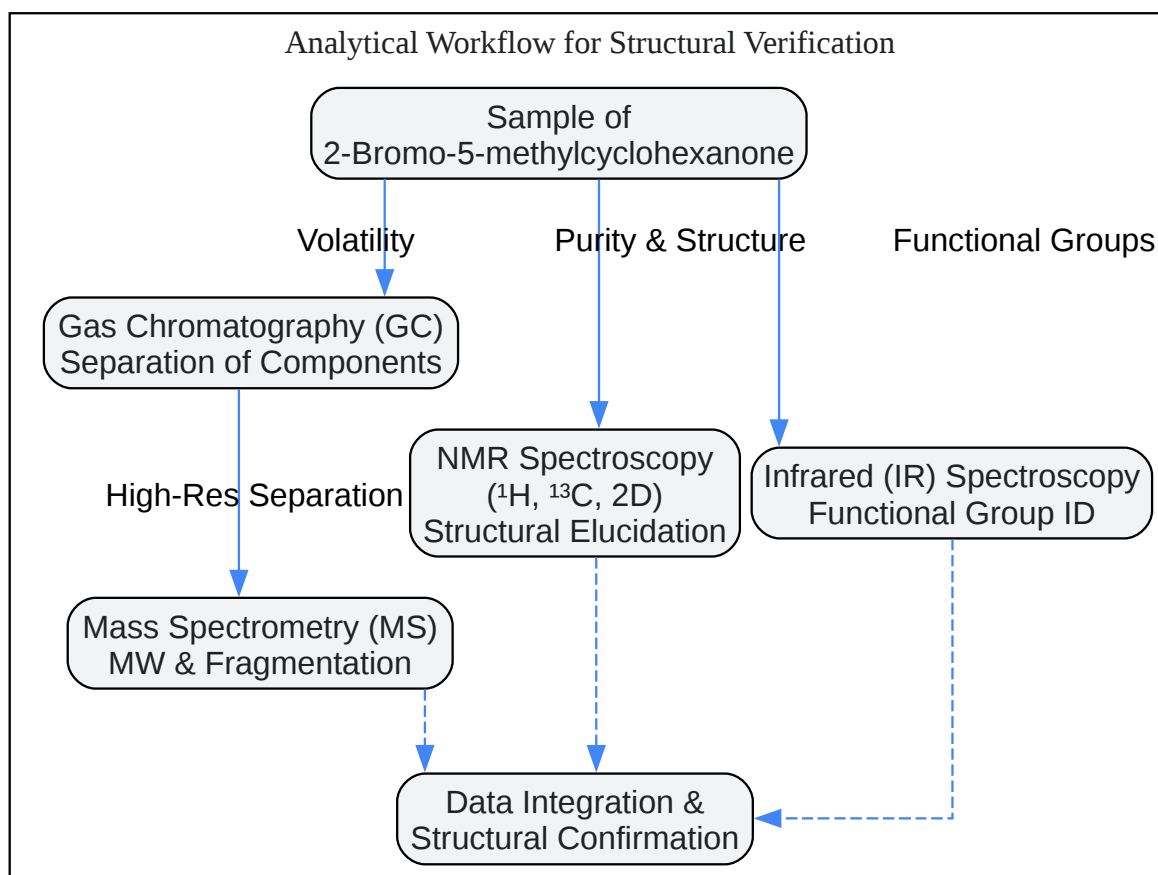 Analytical Workflow for Structural Verification
Sample of
2-Bromo-5-methylcyclohexanone
Volatility
Purity & Structure
Functional Groups
Gas Chromatography (GC)
Separation of Components
NMR Spectroscopy
(¹H, ¹³C, 2D)
Structural Elucidation
Infrared (IR) Spectroscopy
Functional Group ID
High-Res Separation
Mass Spectrometry (MS)
MW & Fragmentation
Data Integration &
Structural Confirmation